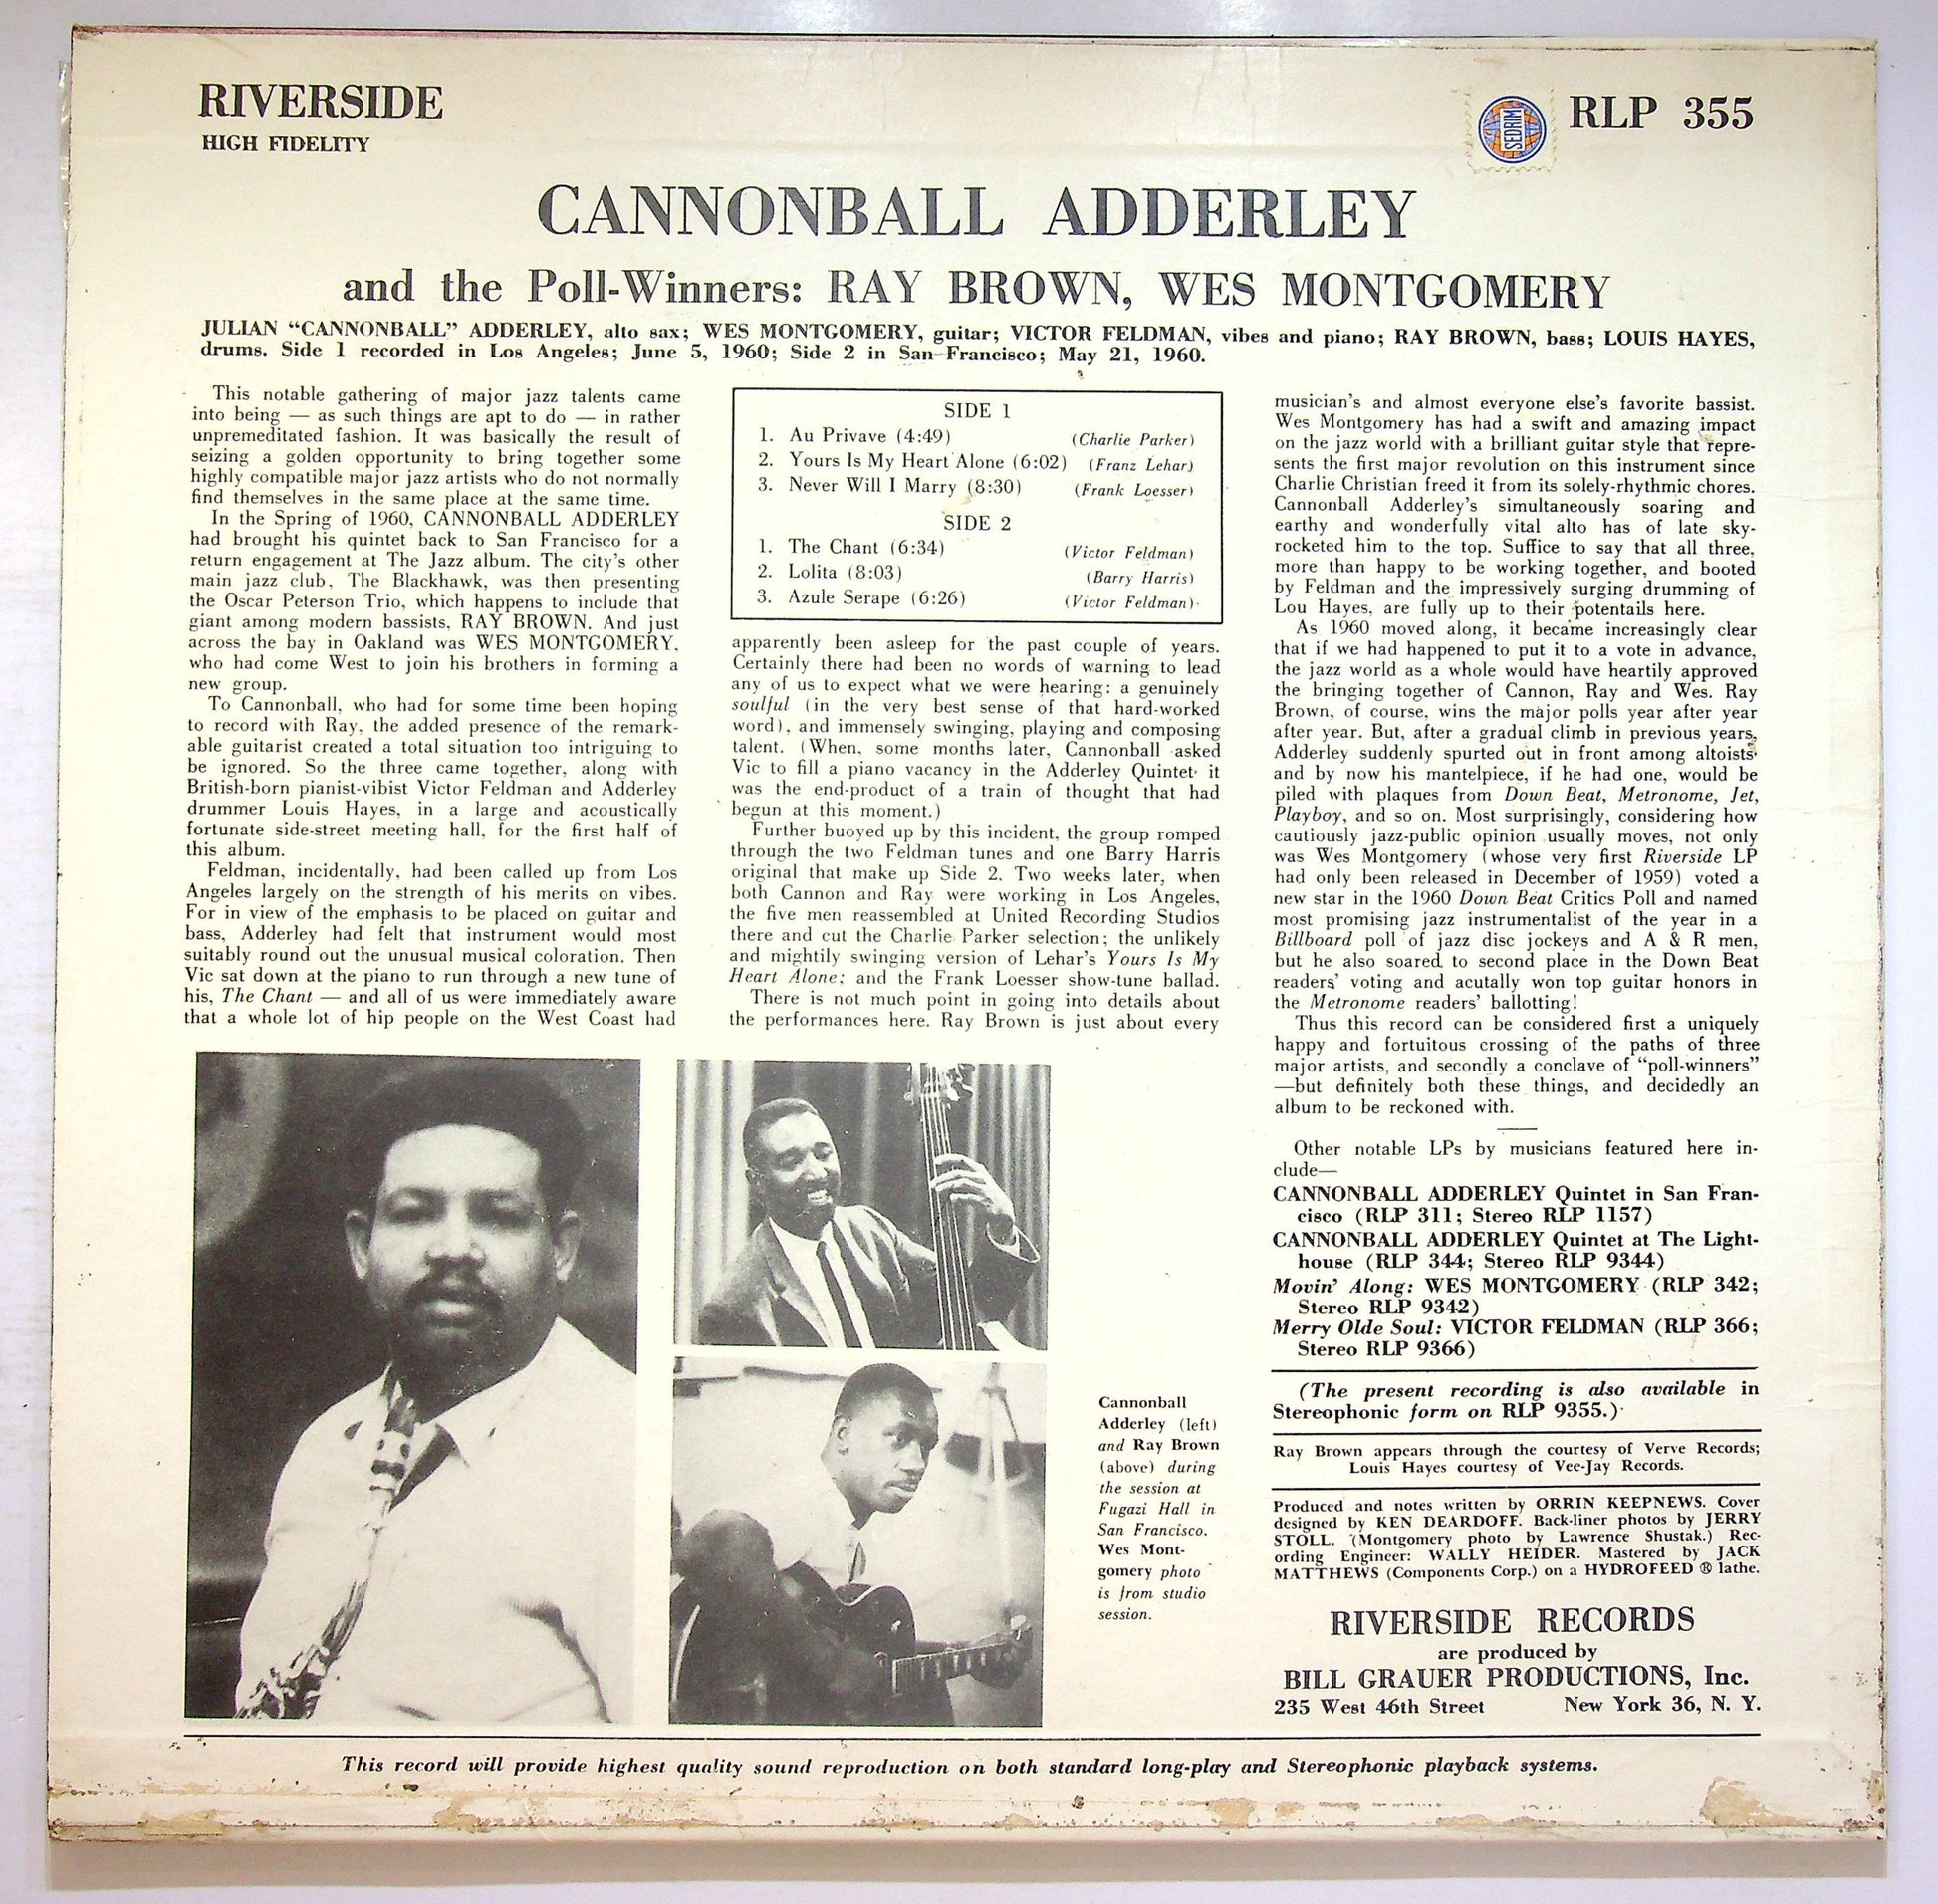 RIVERSIDE
HIGH FIDELITY
SEDRIM
RLP 355
CANNONBALL ADDERLEY
and the Poll-Winners: RAY BROWN, WES MONTGOMERY
JULIAN “CANNONBALL” ADDERLEY, alto sax; WES MONTGOMERY, guitar; VICTOR FELDMAN, vibes and piano; RAY BROWN, bass; LOUIS HAYES,
drums. Side 1 recorded in Los Angeles; June 5, 1960; Side 2 in San Francisco; May 21, 1960.
This notable gathering of major jazz talents came
into being — as such things are apt to do — in rather
unpremeditated fashion. It was basically the result of
seizing a golden opportunity to bring together some
highly compatible major jazz artists who do not normally
find themselves in the same place at the same time.
In the Spring of 1960, CANNONBALL ADDERLEY
had brought his quintet back to San Francisco for a
return engagement at The Jazz album. The city's other
main jazz club, The Blackhawk, was then presenting
the Oscar Peterson Trio, which happens to include that
giant among modern bassists, RAY BROWN. And just
across the bay in Oakland was WES MONTGOMERY,
who had come West to join his brothers in forming a
new group.
To Cannonball, who had for some time been hoping
to record with Ray, the added presence of the remark-
able guitarist created a total situation too intriguing to
be ignored. So the three came together, along with
British-born pianist-vibist Victor Feldman and Adderley
drummer Louis Hayes, in a large and acoustically
fortunate side-street meeting hall, for the first half of
this album.
Feldman, incidentally, had been called up from Los
Angeles largely on the strength of his merits on vibes.
For in view of the emphasis to be placed on guitar and
bass, Adderley had felt that instrument would most
suitably round out the unusual musical coloration. Then
Vic sat down at the piano to run through a new tune of
his, The Chant — and all of us were immediately aware
that a whole lot of hip people on the West Coast had
SIDE 1
1. Au Privave (4:49) (Charlie Parker)
2. Yours Is My Heart Alone (6:02) (Franz Lehar)
3. Never Will I Marry (8:30) (Frank Loesser)
SIDE 2
1. The Chant (6:34) (Victor Feldman)
2. Lolita (8:03) (Barry Harris)
3. Azule Serape (6:26) (Victor Feldman)
apparently been asleep for the past couple of years.
Certainly there had been no words of warning to lead
any of us to expect what we were hearing: a genuinely
soulful (in the very best sense of that hard-worked
word), and immensely swinging, playing and composing
talent. (When, some months later, Cannonball asked
Vic to fill a piano vacancy in the Adderley Quintet it
was the end-product of a train of thought that had
begun at this moment.)
Further buoyed up by this incident, the group romped
through the two Feldman tunes and one Barry Harris
original that make up Side 2. Two weeks later, when
both Cannon and Ray were working in Los Angeles,
the five men reassembled at United Recording Studios
there and cut the Charlie Parker selection; the unlikely
and mightily swinging version of Lehar's Yours Is My
Heart Alone; and the Frank Loesser show-tune ballad.
There is not much point in going into details about
the performances here. Ray Brown is just about every
musician's and almost everyone else's favorite bassist.
Wes Montgomery has had a swift and amazing impact
on the jazz world with a brilliant guitar style that repre-
sents the first major revolution on this instrument since
Charlie Christian freed it from its solely-rhythmic chores.
Cannonball Adderley's simultaneously soaring and
earthy and wonderfully vital alto has of late sky-
rocketed him to the top. Suffice to say that all three,
more than happy to be working together, and booted
by Feldman and the impressively surging drumming of
Lou Hayes, are fully up to their potentails here.
As 1960 moved along, it became increasingly clear
that if we had happened to put it to a vote in advance,
the jazz world as a whole would have heartily approved
the bringing together of Cannon, Ray and Wes. Ray
Brown, of course, wins the major polls year after year
after year. But, after a gradual climb in previous years,
Adderley suddenly spurted out in front among altoists
and by now his mantelpiece, if he had one, would be
piled with plaques from Down Beat, Metronome, Jet,
Playboy, and so on. Most surprisingly, considering how
cautiously jazz-public opinion usually moves, not only
was Wes Montgomery (whose very first Riverside LP
had only been released in December of 1959) voted a
new star in the 1960 Down Beat Critics Poll and named
most promising jazz instrumentalist of the year in a
Billboard poll of jazz disc jockeys and A & R men,
but he also soared to second place in the Down Beat
readers' voting and acutally won top guitar honors in
the Metronome readers' ballotting!
Thus this record can be considered first a uniquely
happy and fortuitous crossing of the paths of three
major artists, and secondly a conclave of “poll-winners”
—but definitely both these things, and decidedly an
album to be reckoned with.
Other notable LPs by musicians featured here in-
clude—
CANNONBALL ADDERLEY Quintet in San Fran-
cisco (RLP 311; Stereo RLP 1157)
CANNONBALL ADDERLEY Quintet at The Light-
house (RLP 344; Stereo RLP 9344)
Movin' Along: WES MONTGOMERY (RLP 342;
Stereo RLP 9342)
Merry Olde Soul: VICTOR FELDMAN (RLP 366;
Stereo RLP 9366)
(The present recording is also available in
Stereophonic form on RLP 9355.)
Ray Brown appears through the courtesy of Verve Records;
Louis Hayes courtesy of Vee-Jay Records.
Produced and notes written by ORRIN KEEPNEWS. Cover
designed by KEN DEARDOFF. Back-liner photos by JERRY
STOLL. (Montgomery photo by Lawrence Shustak.) Rec-
ording Engineer: WALLY HEIDER. Mastered by JACK
MATTHEWS (Components Corp.) on a HYDROFEED ® lathe.
RIVERSIDE RECORDS
are produced by
BILL GRAUER PRODUCTIONS, Inc.
235 West 46th Street New York 36, N. Y.
Cannonball
Adderley (left)
and Ray Brown
(above) during
the session at
Fugazi Hall in
San Francisco.
Wes Mont-
gomery photo
is from studio
session.
This record will provide highest quality sound reproduction on both standard long-play and Stereophonic playback systems.